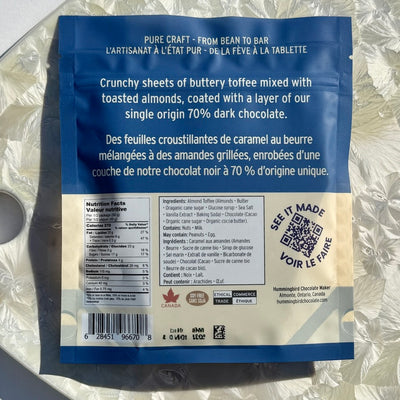 PURE CRAFT - FROM BEAN TO BAR
L'ARTISANAT À L'ÉTAT PUR - DE LA FÈVE À LA TABLETTE
Crunchy sheets of buttery toffee mixed with
toasted almonds, coated with a layer of our
single origin 70% dark chocolate.
Des feuilles croustillantes de caramel au beurre
mélangées à des amandes grillées, enrobées d'une
couche de notre chocolat noir à 70 % d'origine unique.
Nutrition Facts
Valeur nutritive
Calories 270
Ingredients: Almond Toffee (Almonds · Butter
· Organic cane sugar · Glucose syrup · Sea Salt
· Vanilla Extract · Baking Soda) · Chocolate (Cacao
· Organic cane sugar · Organic cocoa butter)
Contains: Nuts · Milk.
May contain: Peanuts · Egg.
Ingrédients: Caramel aux amandes (Amandes
· Beurre · Sucre de canne bio · Sirop de glucose
· Sel marin · Extrait de vanille · Bicarbonate de
soude) · Chocolat (Cacao · Sucre de canne bio
· Beurre de cacao bio).
Contient : Noix · Lait.
Peut contenir: Arachides · Œuf.
SEE IT MADE
VOIR LE FAIRE
CANADA
SOY FREE
SANS SOJA
ETHICAL COMMERCE
TRADE ÉTHIQUE
Hummingbird Chocolate Maker
Almonte, Ontario, Canada
hummingbirdchocolate.com
6 28451 96670 8